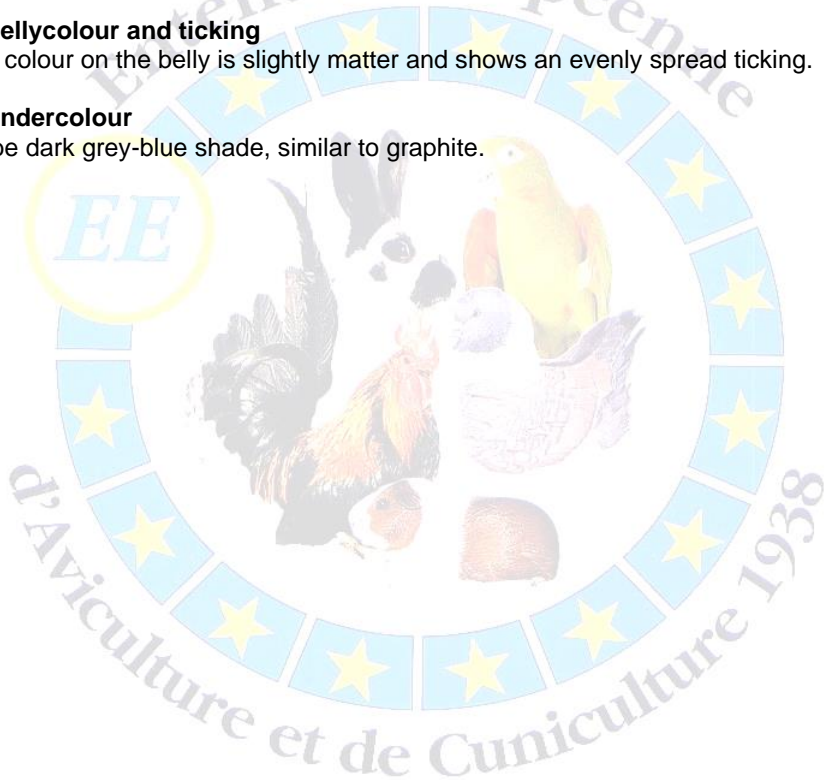 ellycolour and ticking
colour on the belly is slightly matter and shows an evenly spread ticking.
ndercolour
be dark grey-blue shade, similar to graphite.
EE
d'Aviculture et de Cuniculture 1938